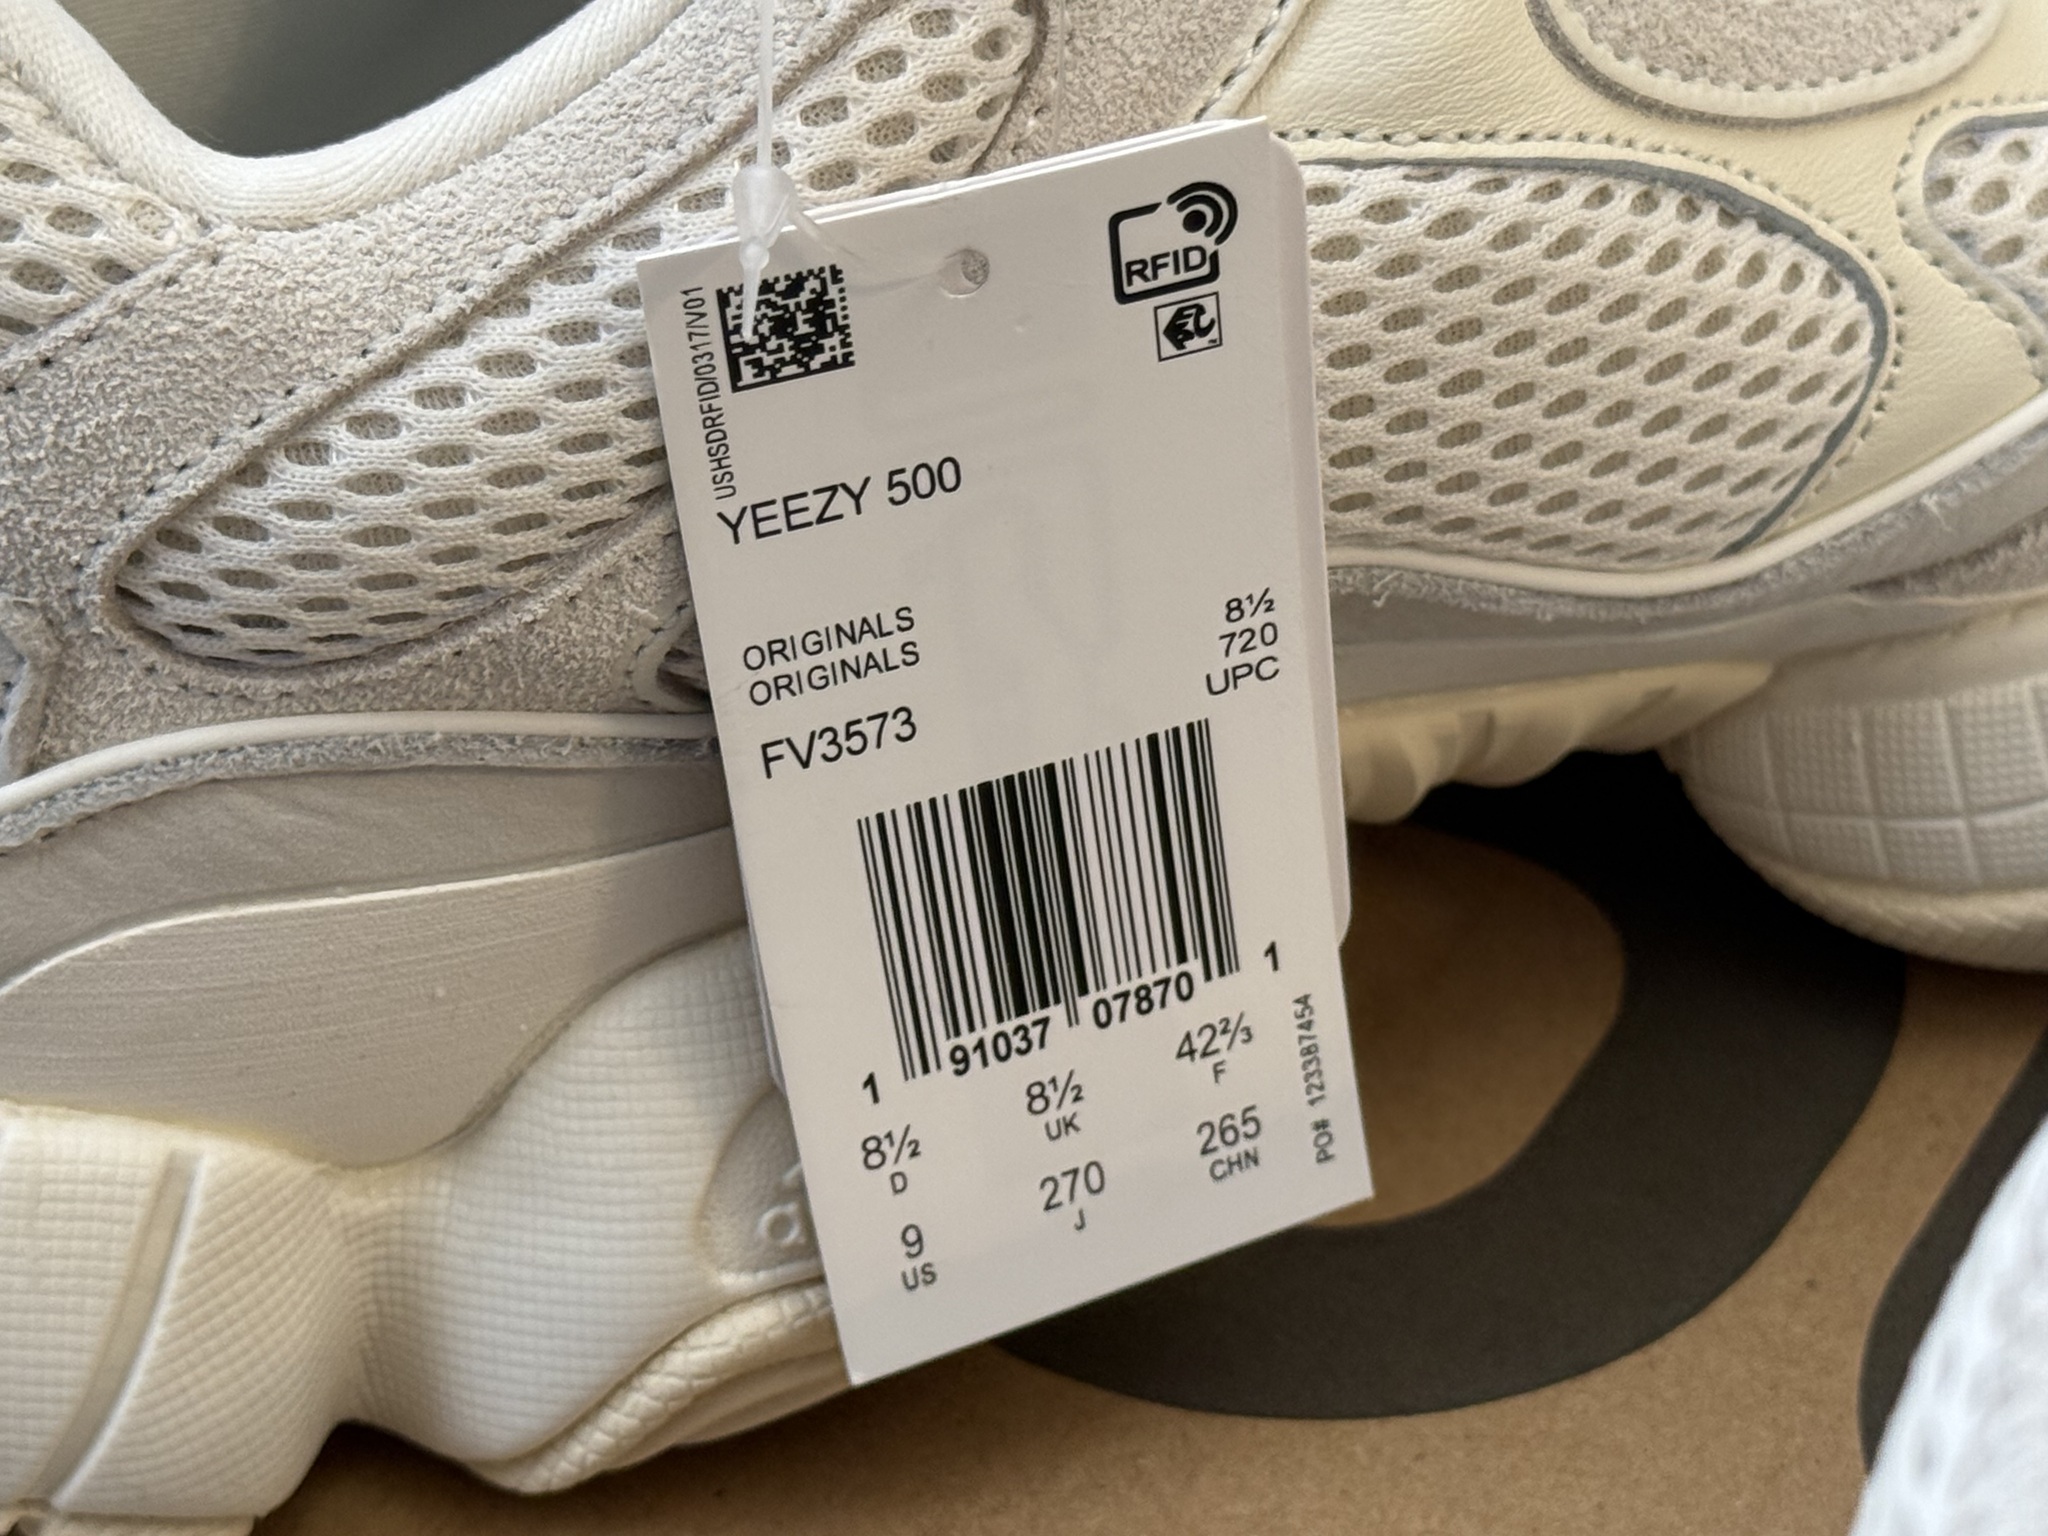 USHSDRFID/0317/V01
RFID
YEEZY 500
ORIGINALS
ORIGINALS
8½
720
UPC
FV3573
1 91037 07870 1
8½ 8½ 42⅔
D UK F
9 270 265
US J CHN
PO# 123387454